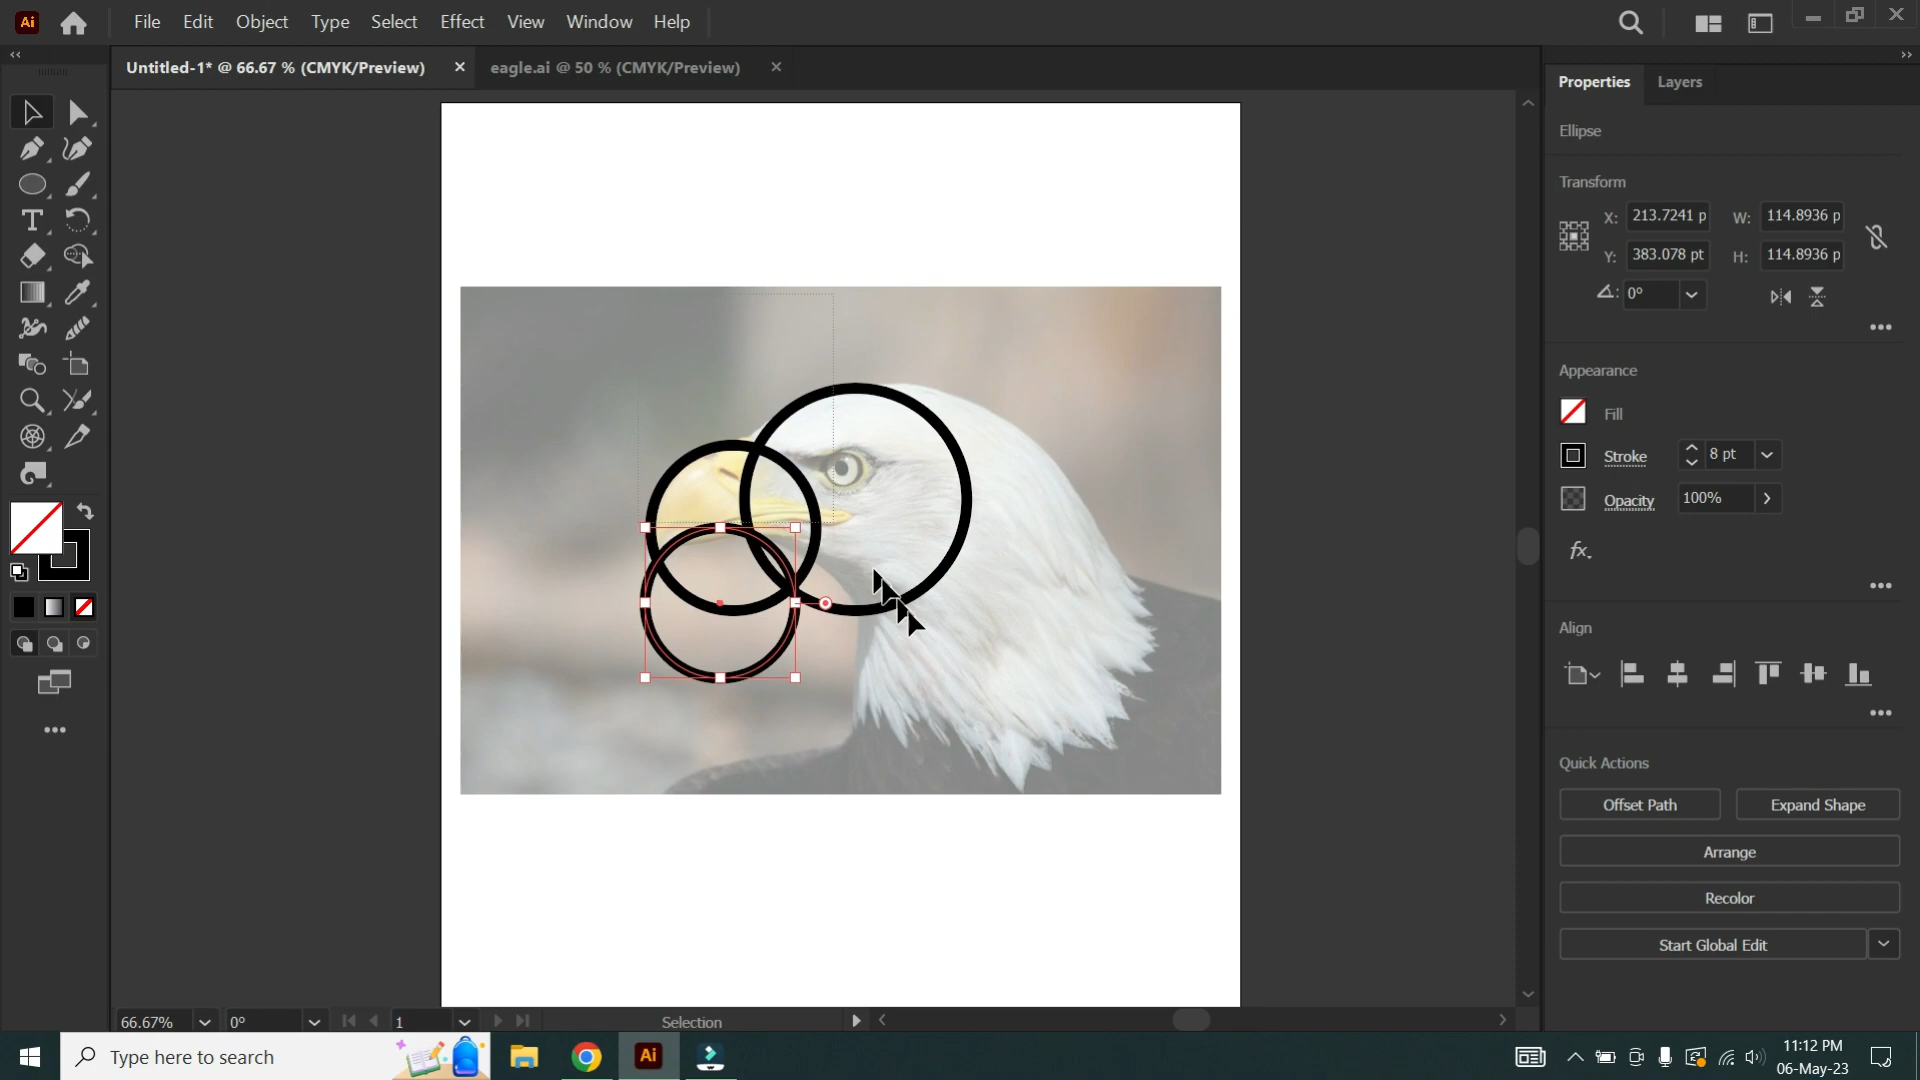 Ai File Edit Object Type Select Effect View Window Help
Untitled-1* @ 66.67 % (CMYK/Preview) eagle.ai @ 50 % (CMYK/Preview)
Properties Layers
Ellipse
Transform
X: 213.7241 p W: 114.8936 p
Y: 383.078 pt H: 114.8936 p
0°
Appearance
Fill
Stroke 8 pt
Opacity 100%
fx.
Align
Quick Actions
Offset Path Expand Shape
Arrange
Recolor
Start Global Edit
66.67% 0° 1 Selection
Type here to search Ai
11:12 PM
06-May-23